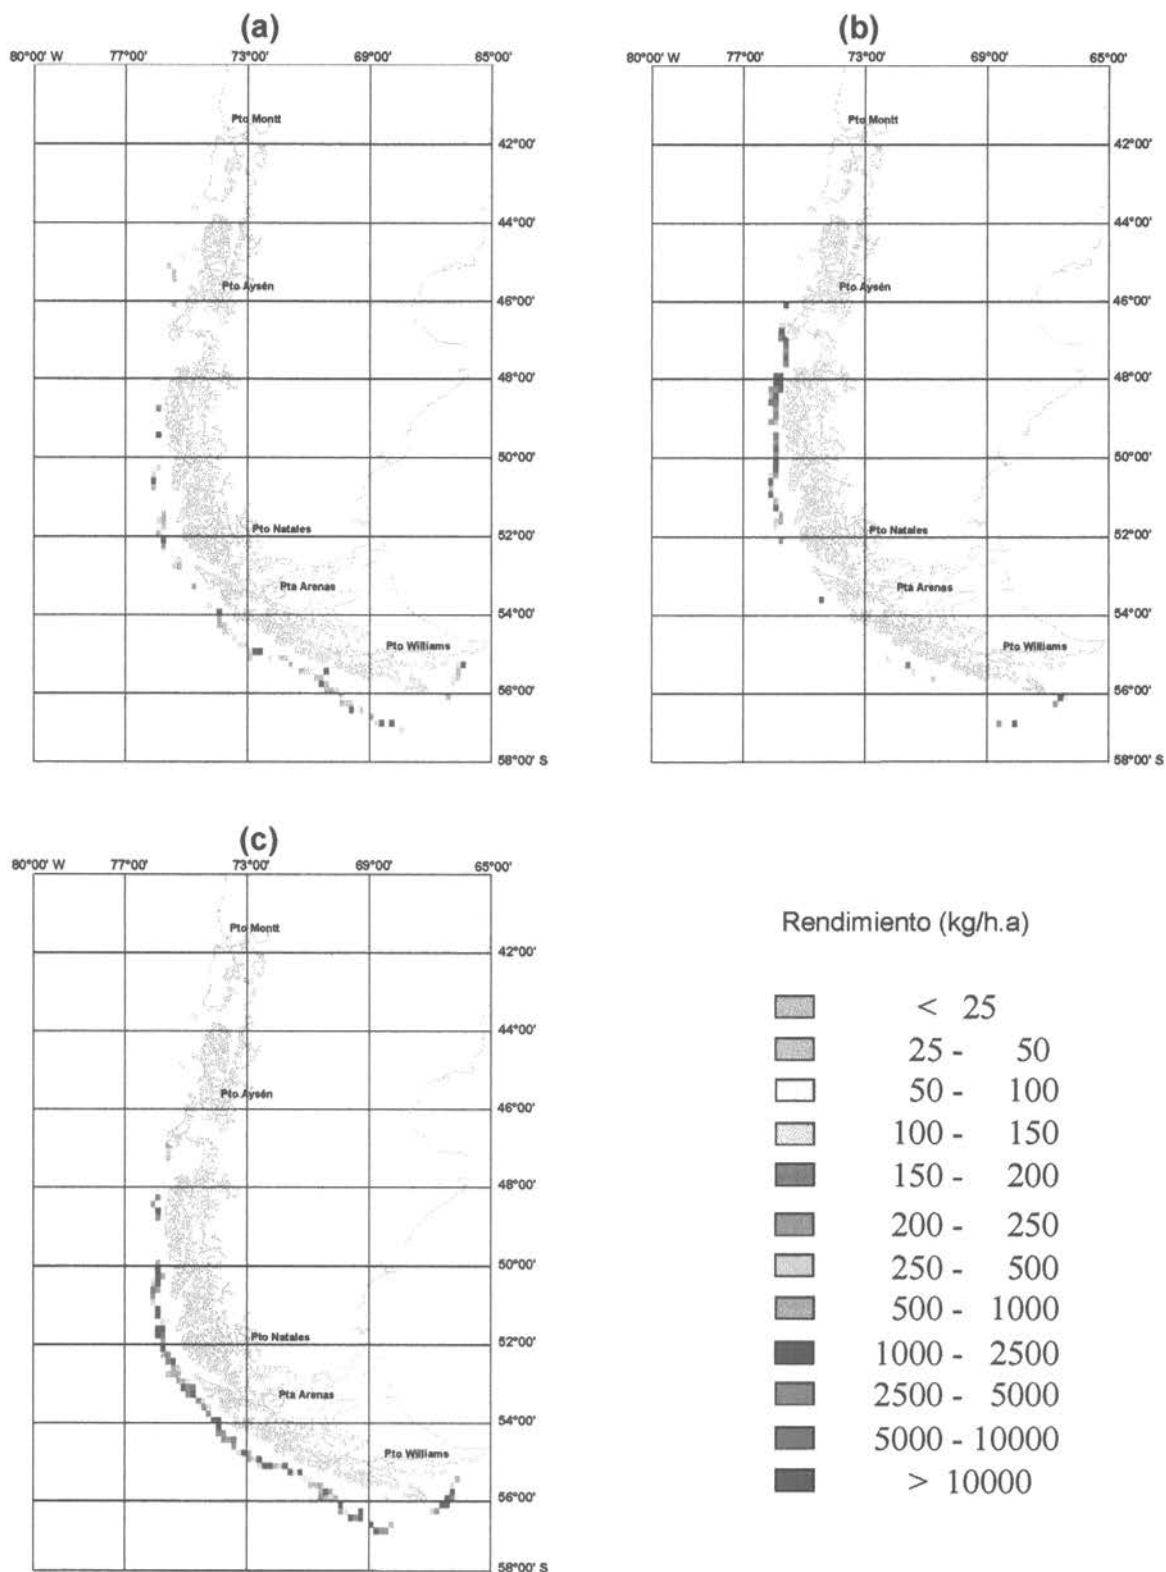 (a)
80°00' W 77°00' 73°00' 69°00' 65°00'
Pto Montt
42°00'
44°00'
Pto Aysén
46°00'
48°00'
50°00'
Pto Natales
52°00'
Pta Arenas
54°00'
Pto Williams
56°00'
58°00' S
(b)
80°00' W 77°00' 73°00' 69°00' 65°00'
Pto Montt
42°00'
44°00'
Pto Aysén
46°00'
48°00'
50°00'
Pto Natales
52°00'
Pta Arenas
54°00'
Pto Williams
56°00'
58°00' S
(c)
80°00' W 77°00' 73°00' 69°00' 65°00'
Pto Montt
42°00'
44°00'
Pto Aysén
46°00'
48°00'
50°00'
Pto Natales
52°00'
Pta Arenas
54°00'
Pto Williams
56°00'
58°00' S
Rendimiento (kg/h.a)
< 25
25 - 50
50 - 100
100 - 150
150 - 200
200 - 250
250 - 500
500 - 1000
1000 - 2500
2500 - 5000
5000 - 10000
> 10000